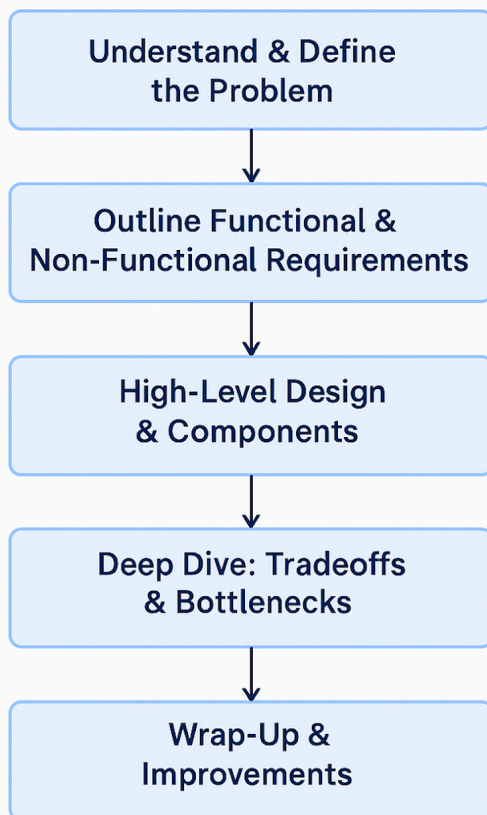 Understand & Define
the Problem
Outline Functional &
Non-Functional Requirements
High-Level Design
& Components
Deep Dive: Tradeoffs
& Bottlenecks
Wrap-Up &
Improvements